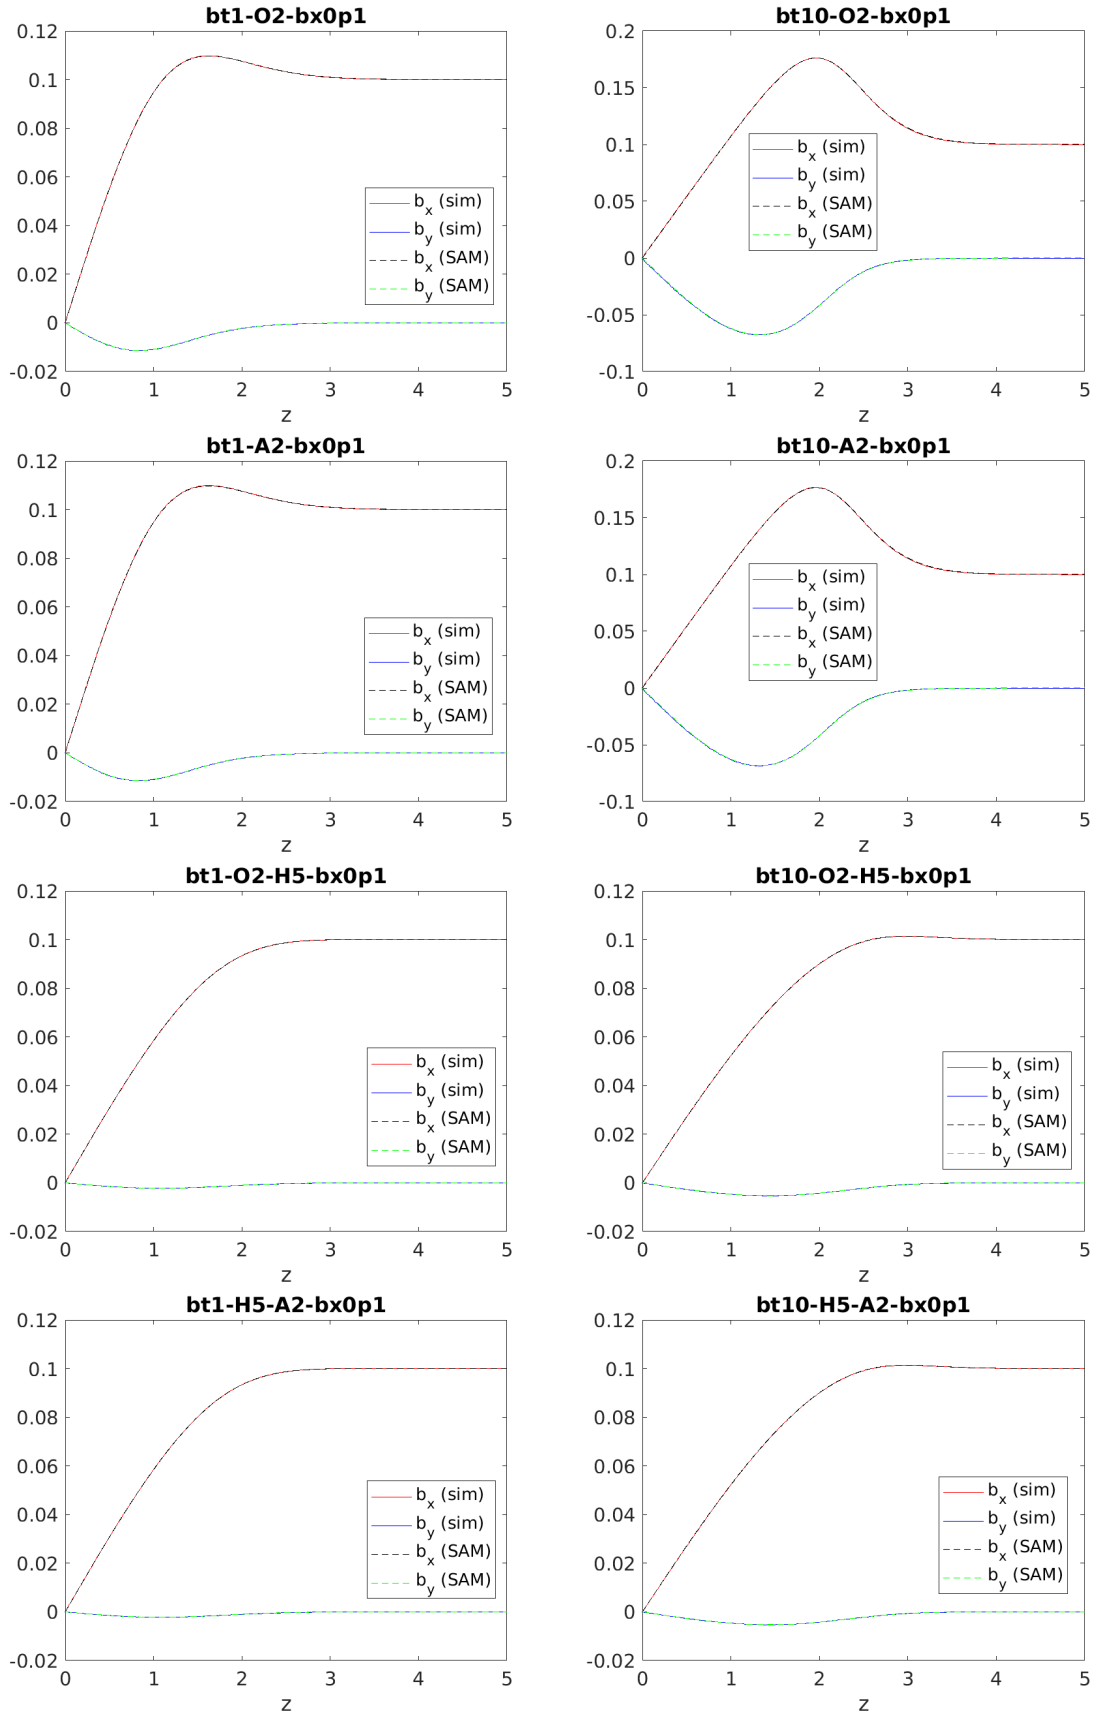 bt1-O2-bx0p1
0.12
0.1
0.08
0.06
0.04
0.02
0
-0.02
0 1 2 3 4 5
z
b_x (sim)
b_y (sim)
b_x (SAM)
b_y (SAM)
bt10-O2-bx0p1
0.2
0.15
0.1
0.05
0
-0.05
-0.1
0 1 2 3 4 5
z
b_x (sim)
b_y (sim)
b_x (SAM)
b_y (SAM)
bt1-A2-bx0p1
0.12
0.1
0.08
0.06
0.04
0.02
0
-0.02
0 1 2 3 4 5
z
b_x (sim)
b_y (sim)
b_x (SAM)
b_y (SAM)
bt10-A2-bx0p1
0.2
0.15
0.1
0.05
0
-0.05
-0.1
0 1 2 3 4 5
z
b_x (sim)
b_y (sim)
b_x (SAM)
b_y (SAM)
bt1-O2-H5-bx0p1
0.12
0.1
0.08
0.06
0.04
0.02
0
-0.02
0 1 2 3 4 5
z
b_x (sim)
b_y (sim)
b_x (SAM)
b_y (SAM)
bt10-O2-H5-bx0p1
0.12
0.1
0.08
0.06
0.04
0.02
0
-0.02
0 1 2 3 4 5
z
b_x (sim)
b_y (sim)
b_x (SAM)
b_y (SAM)
bt1-H5-A2-bx0p1
0.12
0.1
0.08
0.06
0.04
0.02
0
-0.02
0 1 2 3 4 5
z
b_x (sim)
b_y (sim)
b_x (SAM)
b_y (SAM)
bt10-H5-A2-bx0p1
0.12
0.1
0.08
0.06
0.04
0.02
0
-0.02
0 1 2 3 4 5
z
b_x (sim)
b_y (sim)
b_x (SAM)
b_y (SAM)